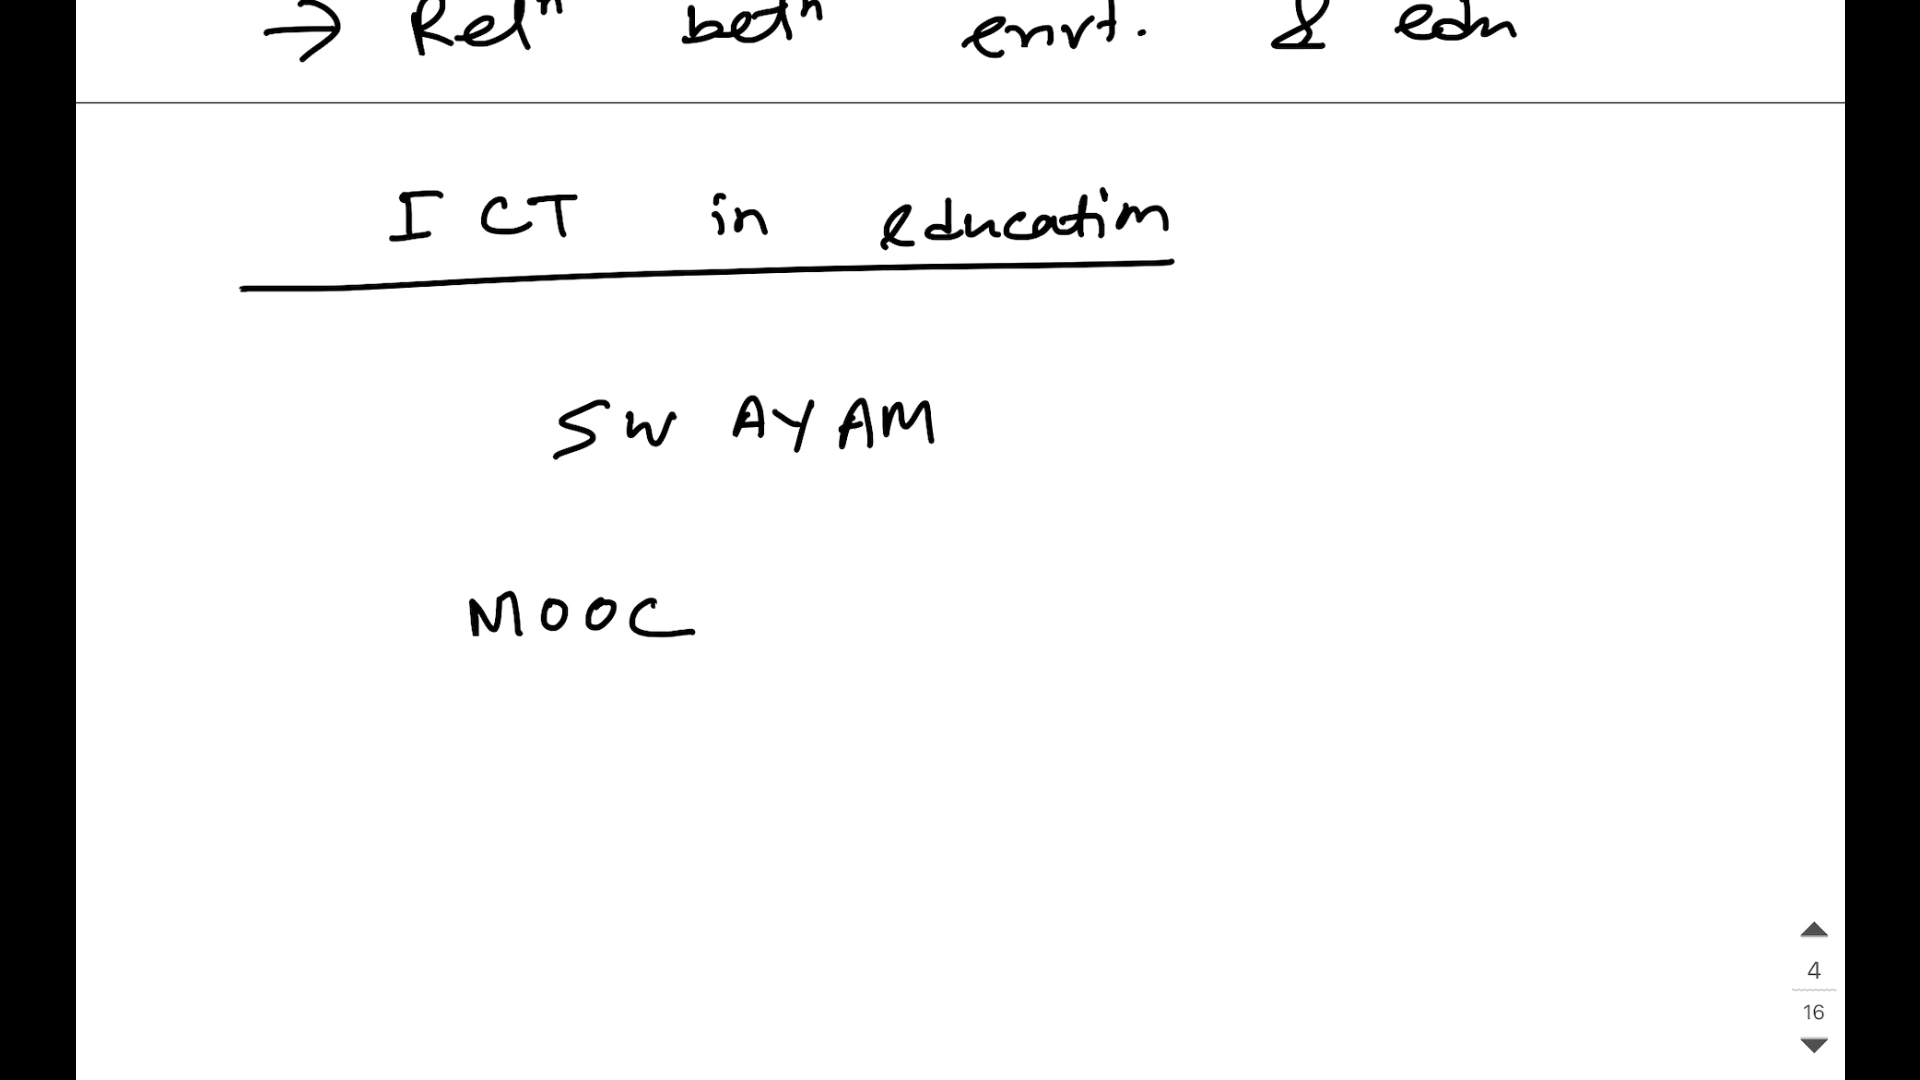 → Relⁿ betⁿ envt. & edn
ICT in education
SWAYAM
MOOC
4
16